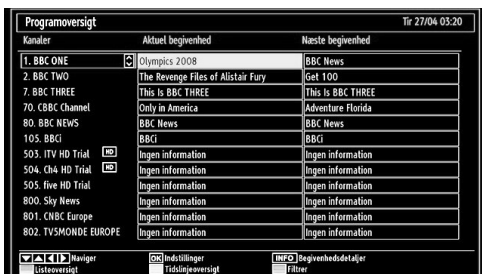 Programoversigt Tir 27/04 03:20
Kanaler Aktuel begivenhed Næste begivenhed
1. BBC ONE Olympics 2008 BBC News
2. BBC TWO The Revenge Files of Alistair Fury Get 100
7. BBC THREE This Is BBC THREE This Is BBC THREE
70. CBBC Channel Only in America Adventure Florida
80. BBC NEWS BBC News BBC News
105. BBCi BBCi BBCi
503. ITV HD Trial HD Ingen information Ingen information
504. Ch4 HD Trial HD Ingen information Ingen information
505. five HD Trial Ingen information Ingen information
800. Sky News Ingen information Ingen information
801. CNBC Europe Ingen information Ingen information
802. TV5MONDE EUROPE Ingen information Ingen information
Naviger OK Indstillinger INFO Begivenhedsdetaljer
Listeoversigt Tidslinjeoversigt Filtrer